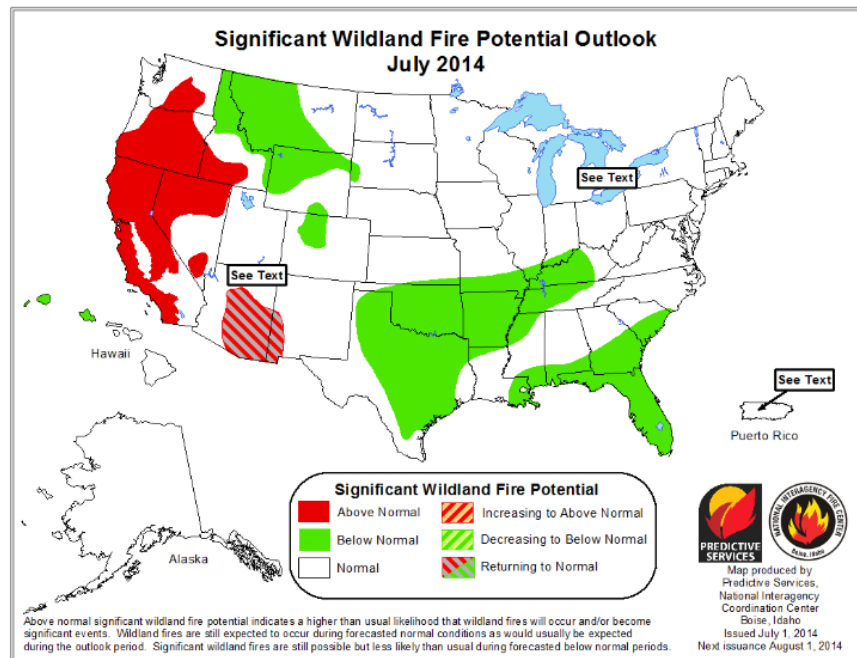 Significant Wildland Fire Potential Outlook
July 2014
See Text
See Text
Hawaii
See Text
Puerto Rico
Alaska
Significant Wildland Fire Potential
Above Normal
Increasing to Above Normal
Below Normal
Decreasing to Below Normal
Normal
Returning to Normal
PREDICTIVE
SERVICES
NATIONAL INTERAGENCY FIRE CENTER
BOISE, IDAHO
Map produced by
Predictive Services,
National Interagency
Coordination Center
Boise, Idaho
Issued July 1, 2014
Next issuance August 1, 2014
Above normal significant wildland fire potential indicates a higher than usual likelihood that wildland fires will occur and/or become
significant events. Wildland fires are still expected to occur during forecasted normal conditions as would usually be expected
during the outlook period. Significant wildland fires are still possible but less likely than usual during forecasted below normal periods.